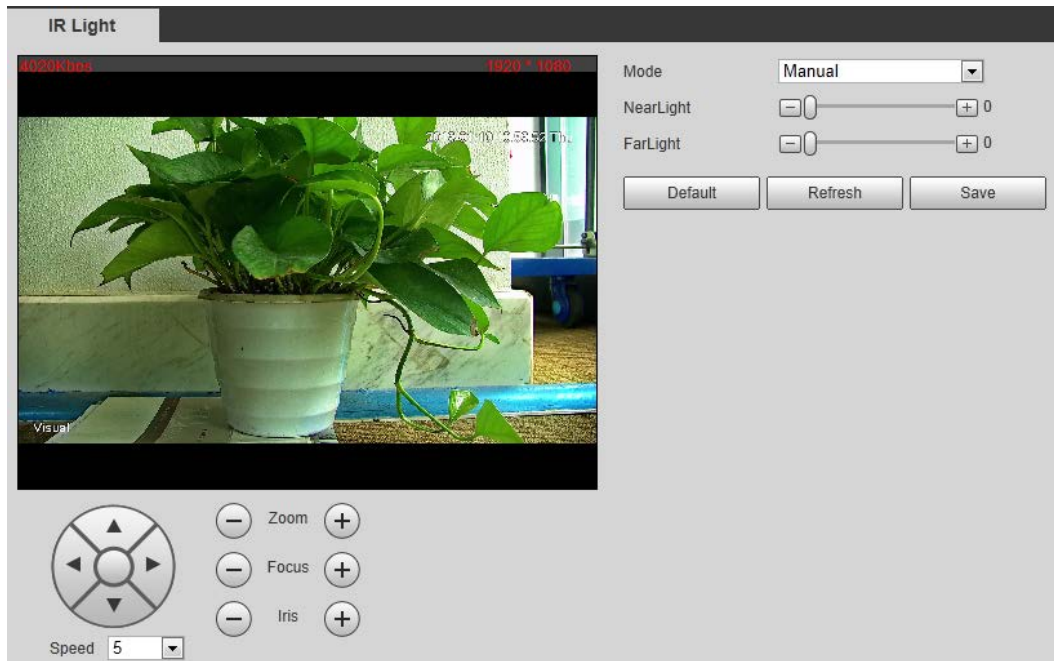 IR Light
4020Kbps 1920 * 1080
Visual
Mode Manual
NearLight 0
FarLight 0
Default Refresh Save
Zoom
Focus
Iris
Speed 5